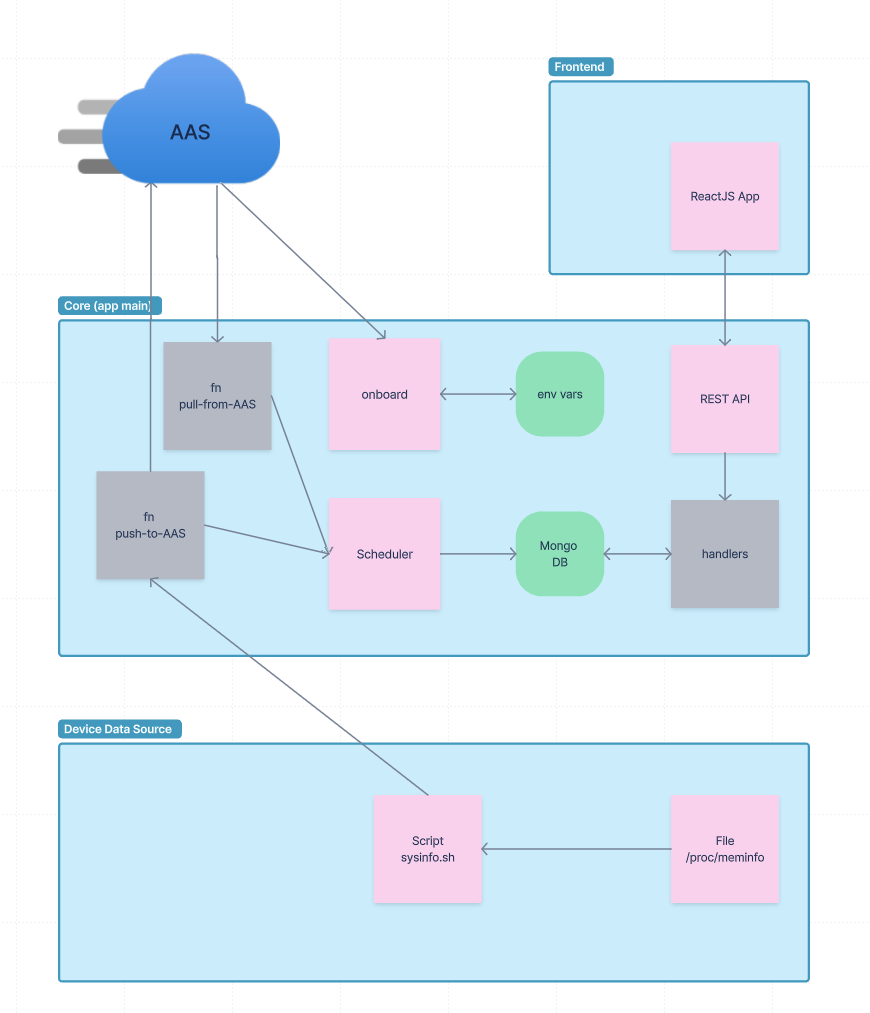 AAS
Frontend
ReactJS App
Core (app main)
fn
pull-from-AAS
onboard
env vars
REST API
fn
push-to-AAS
Scheduler
Mongo
DB
handlers
Device Data Source
Script
sysinfo.sh
File
/proc/meminfo